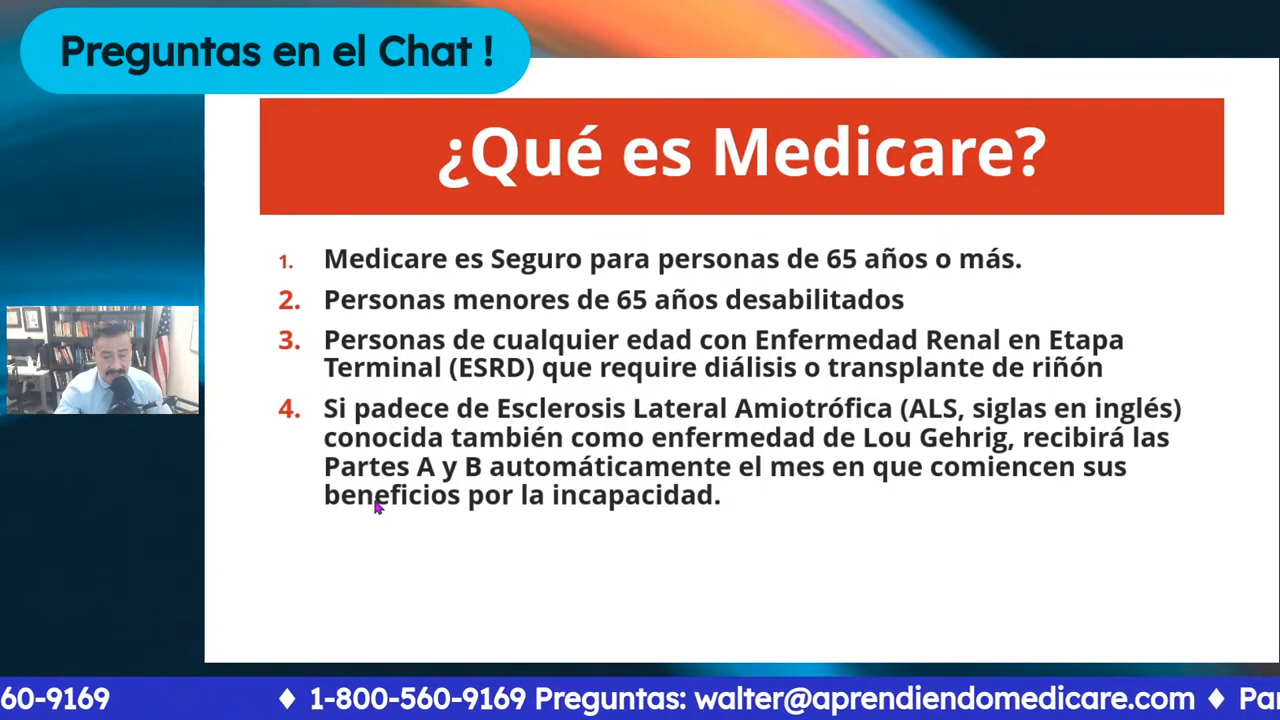 Preguntas en el Chat !
¿Qué es Medicare?
1. Medicare es Seguro para personas de 65 años o más.
2. Personas menores de 65 años desabilitados
3. Personas de cualquier edad con Enfermedad Renal en Etapa
Terminal (ESRD) que require diálisis o transplante de riñón
4. Si padece de Esclerosis Lateral Amiotrófica (ALS, siglas en inglés)
conocida también como enfermedad de Lou Gehrig, recibirá las
Partes A y B automáticamente el mes en que comiencen sus
beneficios por la incapacidad.
60-9169 ♦ 1-800-560-9169 Preguntas: walter@aprendiendomedicare.com ♦ Pa